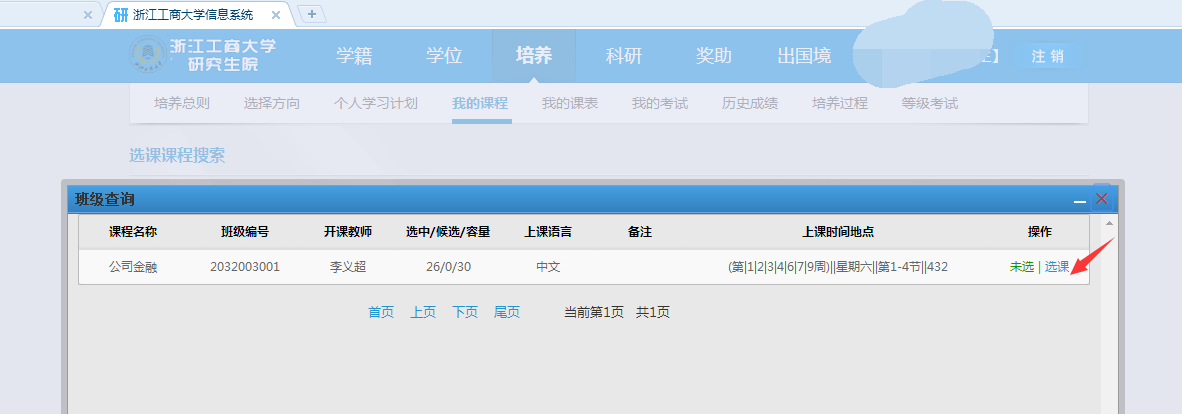 研 浙江工商大学信息系统
浙江工商大学
研究生院
学籍 学位 培养 科研 奖助 出国境 】 注 销
培养总则 选择方向 个人学习计划 我的课程 我的课表 我的考试 历史成绩 培养过程 等级考试
选课课程搜索
班级查询
课程名称 班级编号 开课教师 选中/候选/容量 上课语言 备注 上课时间地点 操作
公司金融 2032003001 李义超 26/0/30 中文 (第|1|2|3|4|6|7|9周)||星期六||第1-4节||432 未选 | 选课
首页 上页 下页 尾页 当前第1页 共1页